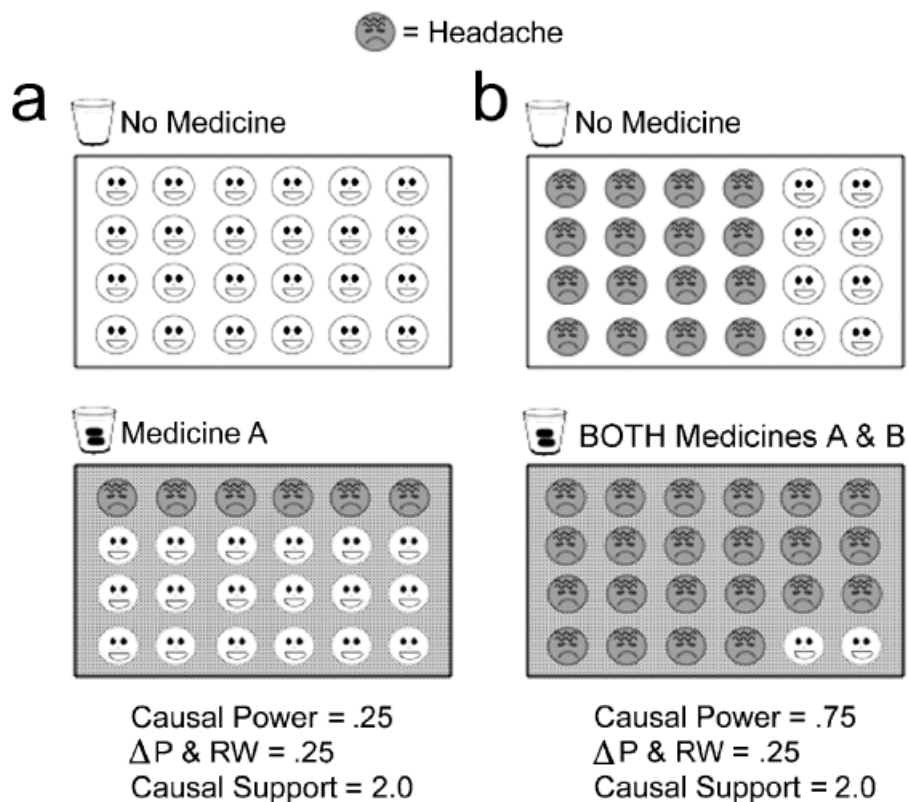 = Headache
a
No Medicine
Medicine A
Causal Power = .25
ΔP & RW = .25
Causal Support = 2.0
b
No Medicine
BOTH Medicines A & B
Causal Power = .75
ΔP & RW = .25
Causal Support = 2.0